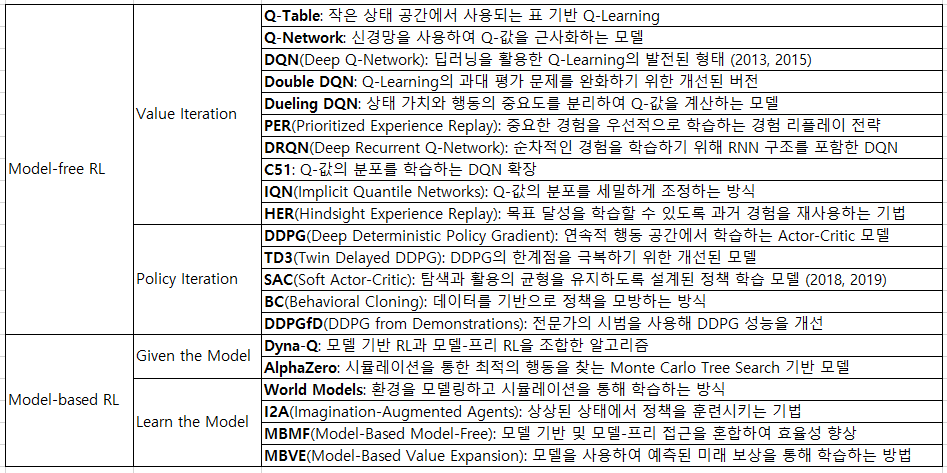 Model-free RL
Value Iteration
Q-Table: 작은 상태 공간에서 사용되는 표 기반 Q-Learning
Q-Network: 신경망을 사용하여 Q-값을 근사화하는 모델
DQN(Deep Q-Network): 딥러닝을 활용한 Q-Learning의 발전된 형태 (2013, 2015)
Double DQN: Q-Learning의 과대 평가 문제를 완화하기 위한 개선된 버전
Dueling DQN: 상태 가치와 행동의 중요도를 분리하여 Q-값을 계산하는 모델
PER(Prioritized Experience Replay): 중요한 경험을 우선적으로 학습하는 경험 리플레이 전략
DRQN(Deep Recurrent Q-Network): 순차적인 경험을 학습하기 위해 RNN 구조를 포함한 DQN
C51: Q-값의 분포를 학습하는 DQN 확장
IQN(Implicit Quantile Networks): Q-값의 분포를 세밀하게 조정하는 방식
HER(Hindsight Experience Replay): 목표 달성을 학습할 수 있도록 과거 경험을 재사용하는 기법
Policy Iteration
DDPG(Deep Deterministic Policy Gradient): 연속적 행동 공간에서 학습하는 Actor-Critic 모델
TD3(Twin Delayed DDPG): DDPG의 한계점을 극복하기 위한 개선된 모델
SAC(Soft Actor-Critic): 탐색과 활용의 균형을 유지하도록 설계된 정책 학습 모델 (2018, 2019)
BC(Behavioral Cloning): 데이터를 기반으로 정책을 모방하는 방식
DDPGfD(DDPG from Demonstrations): 전문가의 시범을 사용해 DDPG 성능을 개선
Model-based RL
Given the Model
Dyna-Q: 모델 기반 RL과 모델-프리 RL을 조합한 알고리즘
AlphaZero: 시뮬레이션을 통한 최적의 행동을 찾는 Monte Carlo Tree Search 기반 모델
Learn the Model
World Models: 환경을 모델링하고 시뮬레이션을 통해 학습하는 방식
I2A(Imagination-Augmented Agents): 상상된 상태에서 정책을 훈련시키는 기법
MBMF(Model-Based Model-Free): 모델 기반 및 모델-프리 접근을 혼합하여 효율성 향상
MBVE(Model-Based Value Expansion): 모델을 사용하여 예측된 미래 보상을 통해 학습하는 방법